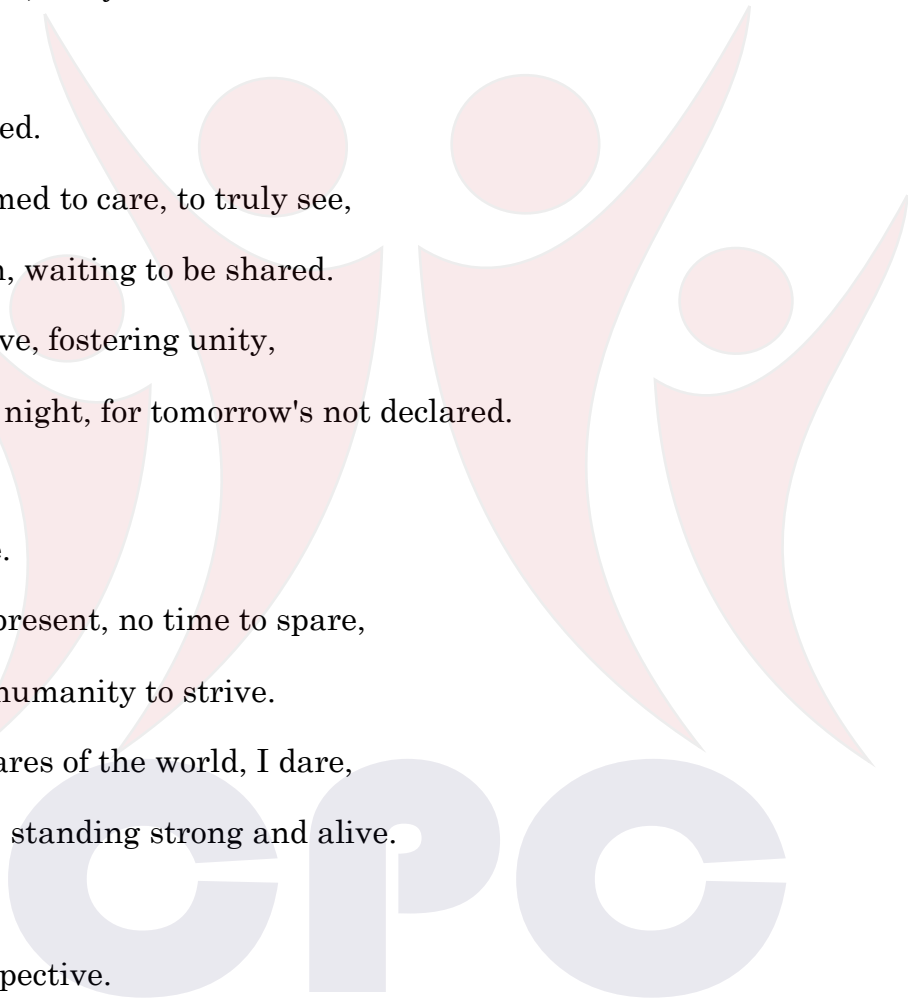 ed.
med to care, to truly see,
, waiting to be shared.
ve, fostering unity,
night, for tomorrow's not declared.
.
present, no time to spare,
humanity to strive.
ares of the world, I dare,
standing strong and alive.
pective.
CPC